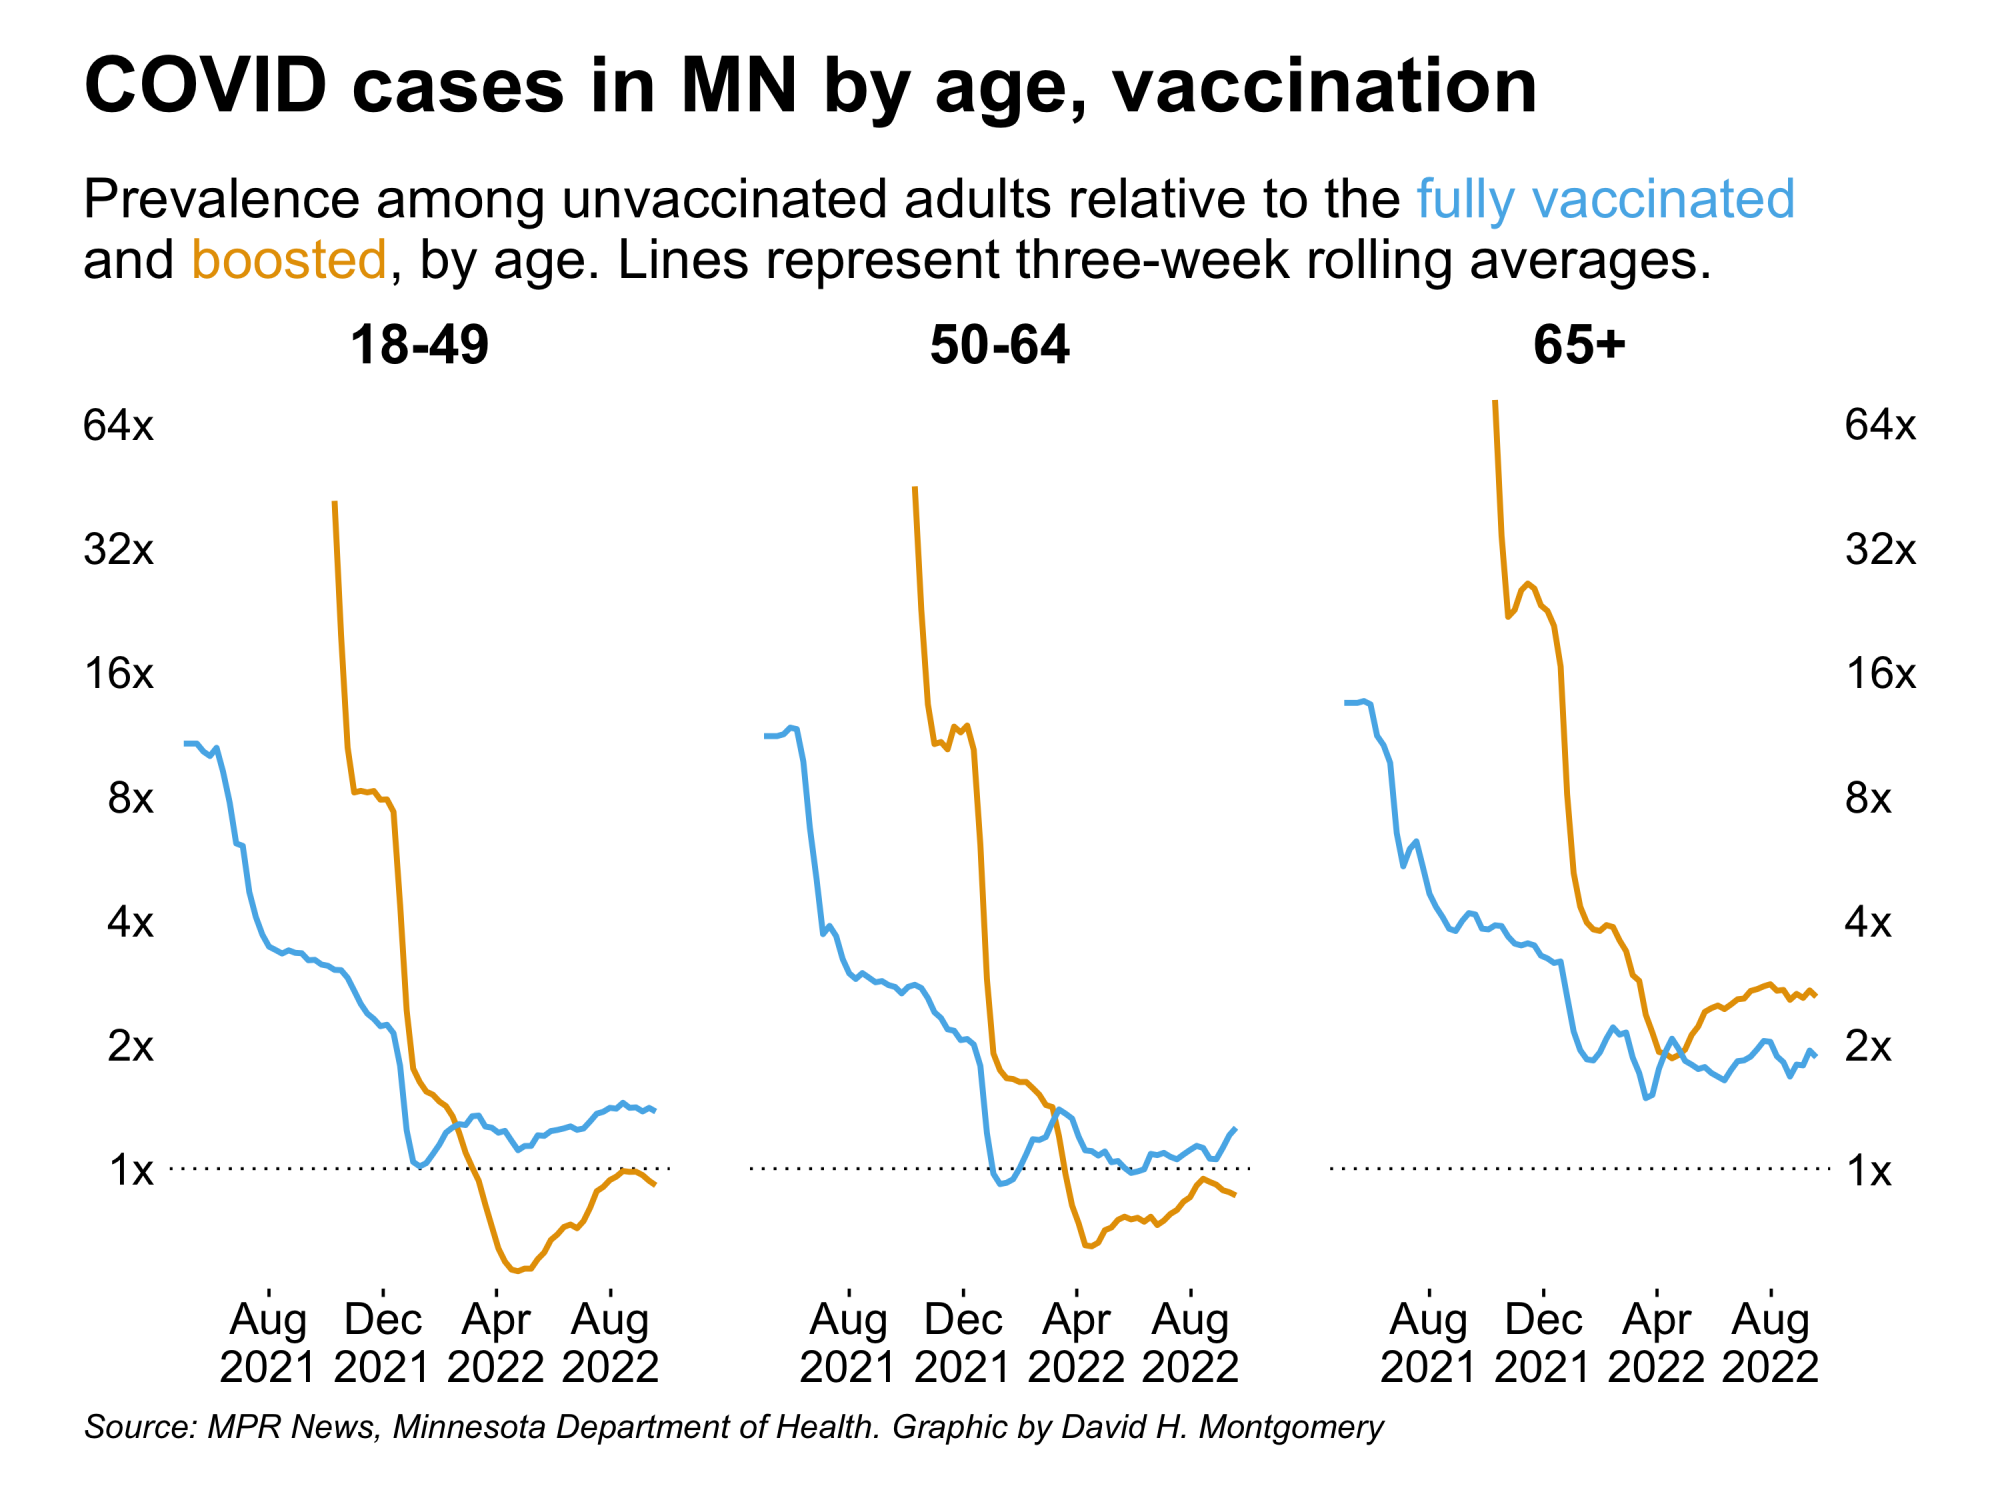 COVID cases in MN by age, vaccination
Prevalence among unvaccinated adults relative to the fully vaccinated
and boosted, by age. Lines represent three-week rolling averages.
18-49
50-64
65+
64x
32x
16x
8x
4x
2x
1x
64x
32x
16x
8x
4x
2x
1x
Aug Dec Apr Aug
2021 2021 2022 2022
Aug Dec Apr Aug
2021 2021 2022 2022
Aug Dec Apr Aug
2021 2021 2022 2022
Source: MPR News, Minnesota Department of Health. Graphic by David H. Montgomery